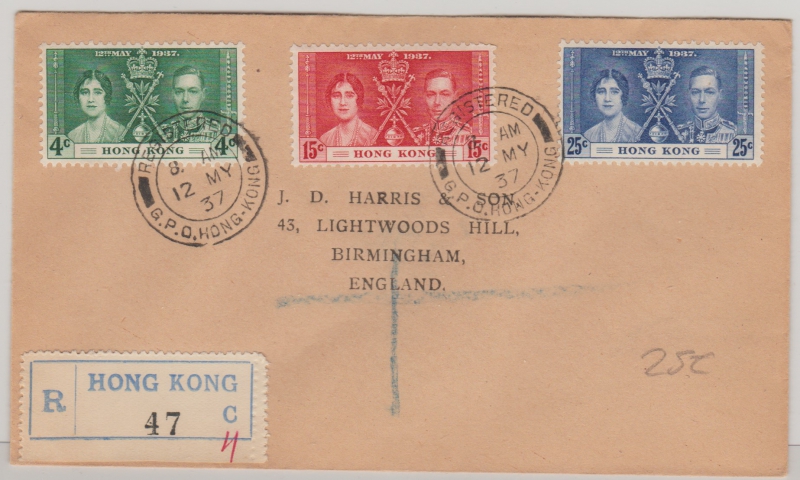 12TH MAY 1937.
4c 4c
HONG KONG
12TH MAY 1937.
15c 15c
HONG KONG
12TH MAY 1937.
25c 25c
HONG KONG
REGISTERED
8. AM
12 MY
37
G.P.O. HONG-KONG
REGISTERED
AM
12 MY
37
G.P.O. HONG-KONG
J. D. HARRIS & SON,
43, LIGHTWOODS HILL,
BIRMINGHAM,
ENGLAND.
25c
R
HONG KONG
C
47